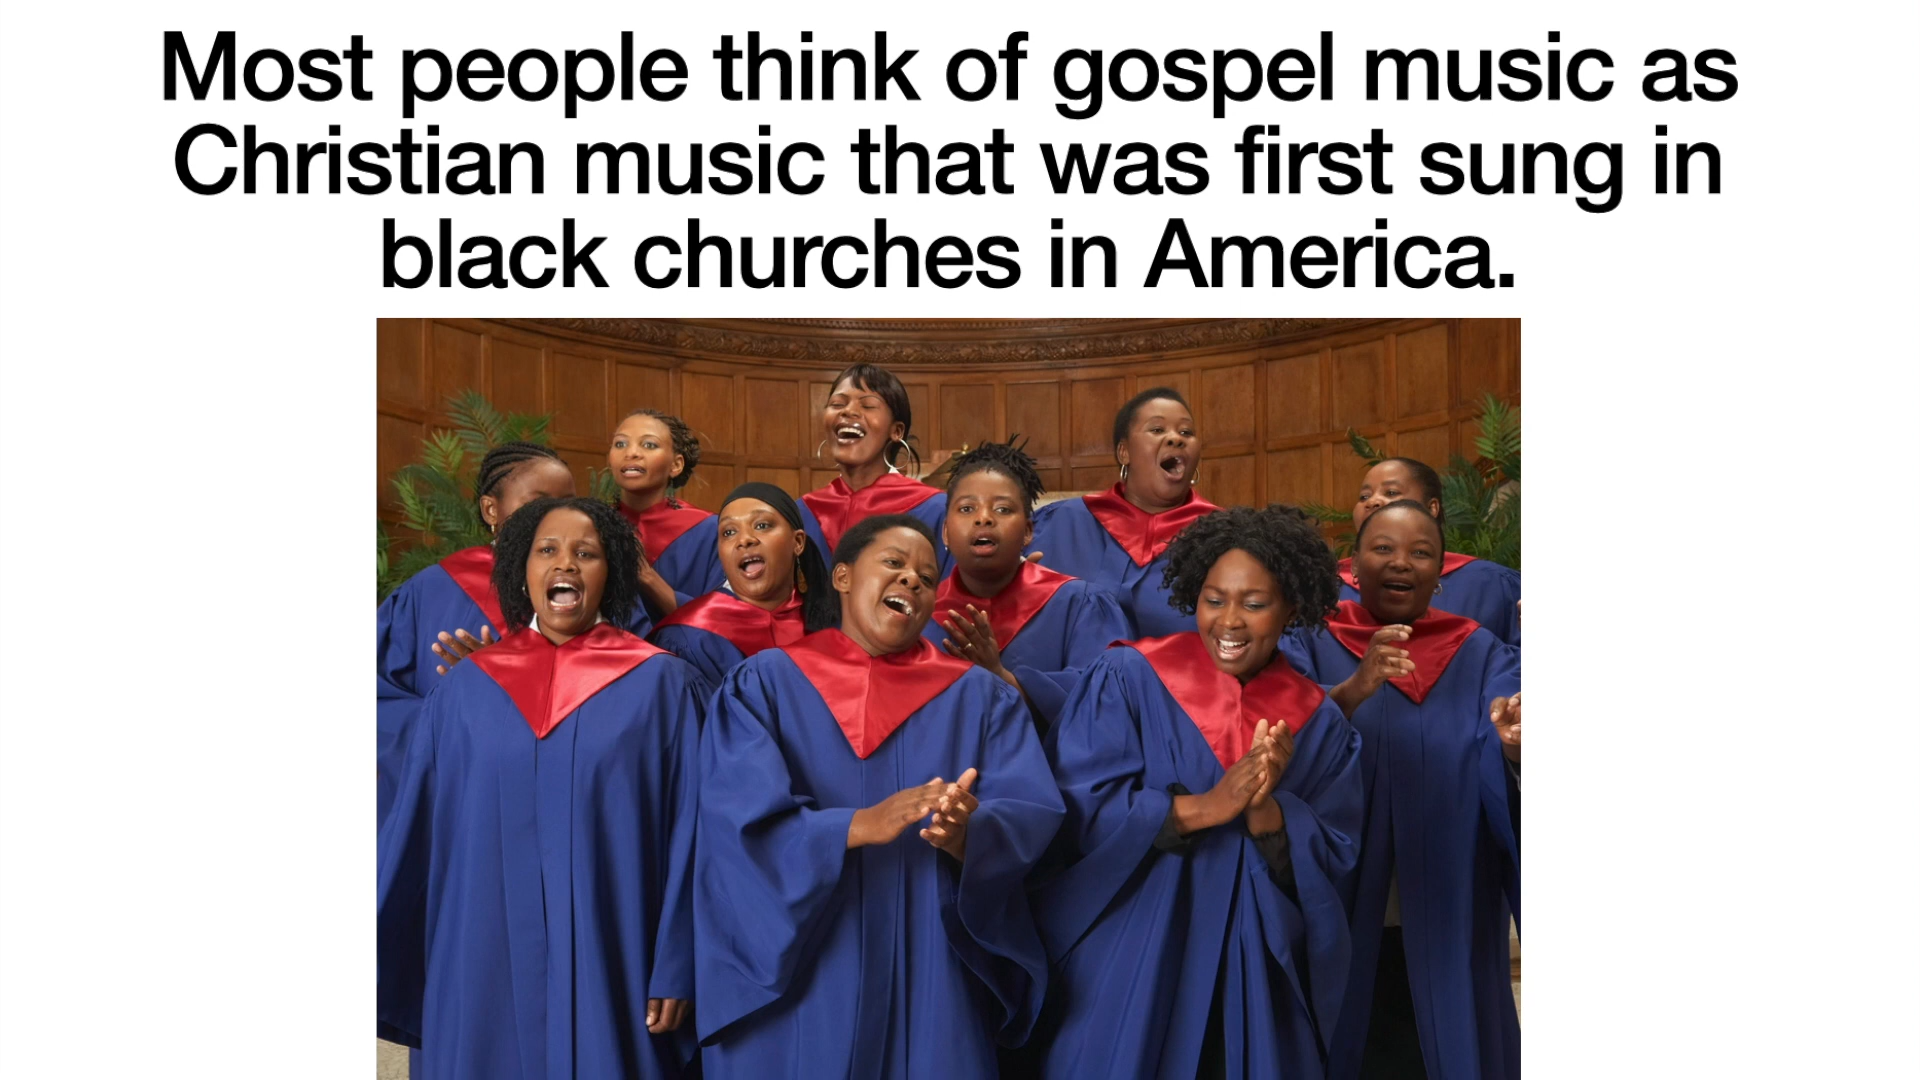 Most people think of gospel music as
Christian music that was first sung in
black churches in America.